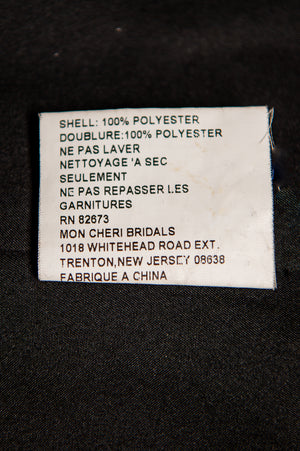 SHELL: 100% POLYESTER
DOUBLURE:100% POLYESTER
NE PAS LAVER
NETTOYAGE 'A SEC
SEULEMENT
NE PAS REPASSER LES
GARNITURES
RN 82673
MON CHERI BRIDALS
1018 WHITEHEAD ROAD EXT.
TRENTON,NEW JERSEY 08638
FABRIQUE A CHINA